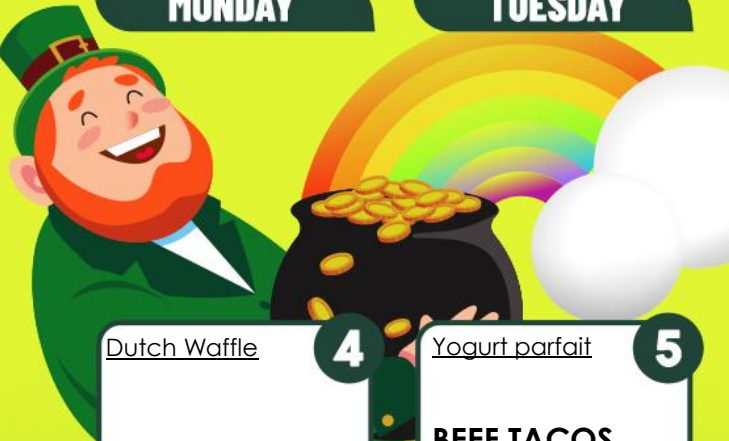 MONDAY
TUESDAY
Dutch Waffle
4
Yogurt parfait
5
BEEF TACOS